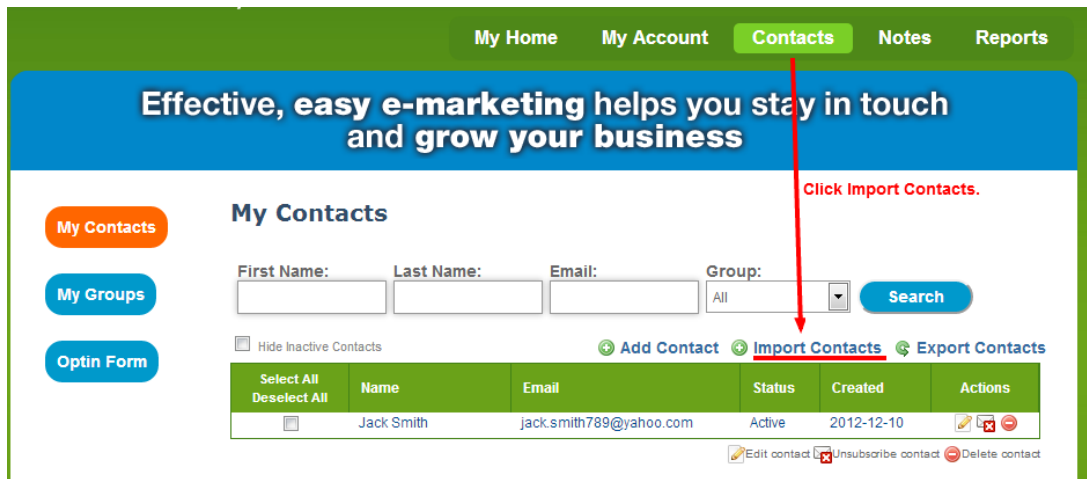 My Home My Account Contacts Notes Reports
Effective, easy e-marketing helps you stay in touch
and grow your business
Click Import Contacts.
My Contacts
My Contacts
First Name: Last Name: Email: Group:
My Groups
All
Search
Hide Inactive Contacts
Add Contact Import Contacts Export Contacts
Optin Form
Select All
Deselect All
Name Email Status Created Actions
Jack Smith jack.smith789@yahoo.com Active 2012-12-10
Edit contact Unsubscribe contact Delete contact